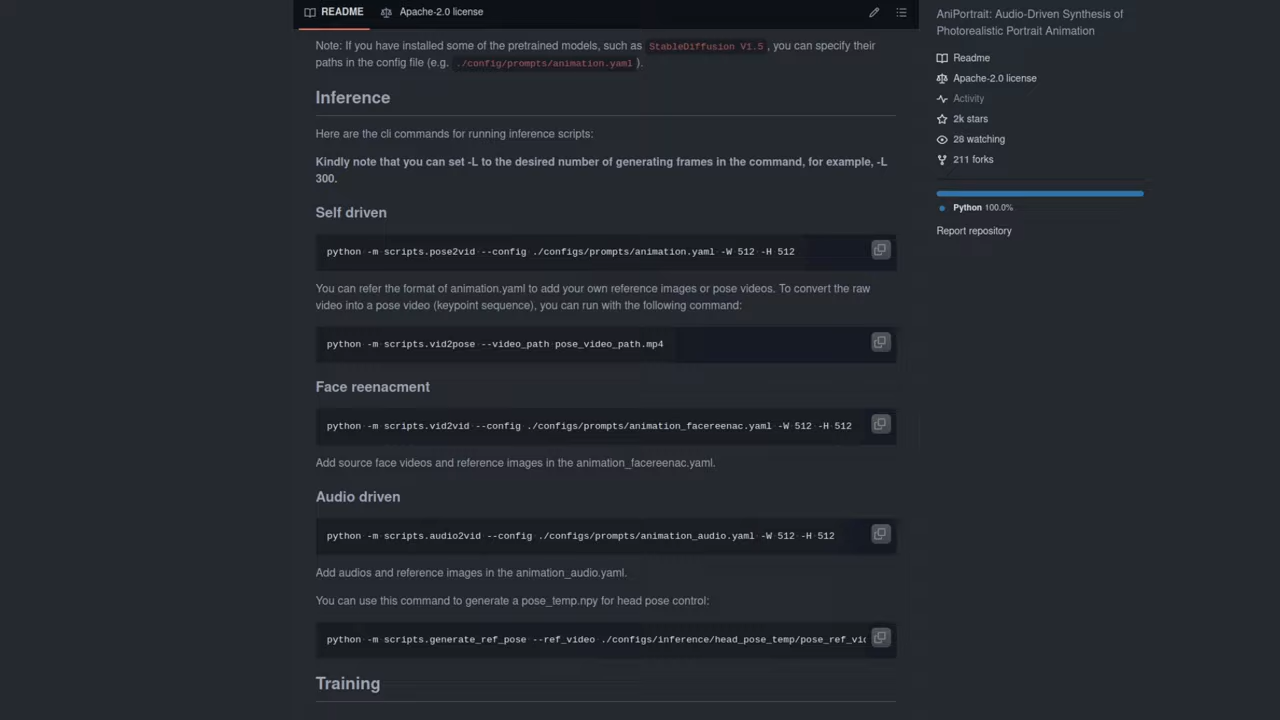 README
Apache-2.0 license
Note: If you have installed some of the pretrained models, such as StableDiffusion V1.5, you can specify their
paths in the config file (e.g. ./config/prompts/animation.yaml ).
Inference
Here are the cli commands for running inference scripts:
Kindly note that you can set -L to the desired number of generating frames in the command, for example, -L
300.
Self driven
python -m scripts.pose2vid --config ./configs/prompts/animation.yaml -W 512 -H 512
You can refer the format of animation.yaml to add your own reference images or pose videos. To convert the raw
video into a pose video (keypoint sequence), you can run with the following command:
python -m scripts.vid2pose --video_path pose_video_path.mp4
Face reenacment
python -m scripts.vid2vid --config ./configs/prompts/animation_facereenac.yaml -W 512 -H 512
Add source face videos and reference images in the animation_facereenac.yaml.
Audio driven
python -m scripts.audio2vid --config ./configs/prompts/animation_audio.yaml -W 512 -H 512
Add audios and reference images in the animation_audio.yaml.
You can use this command to generate a pose_temp.npy for head pose control:
python -m scripts.generate_ref_pose --ref_video ./configs/inference/head_pose_temp/pose_ref_vid
Training
AniPortrait: Audio-Driven Synthesis of
Photorealistic Portrait Animation
Readme
Apache-2.0 license
Activity
2k stars
28 watching
211 forks
Python 100.0%
Report repository